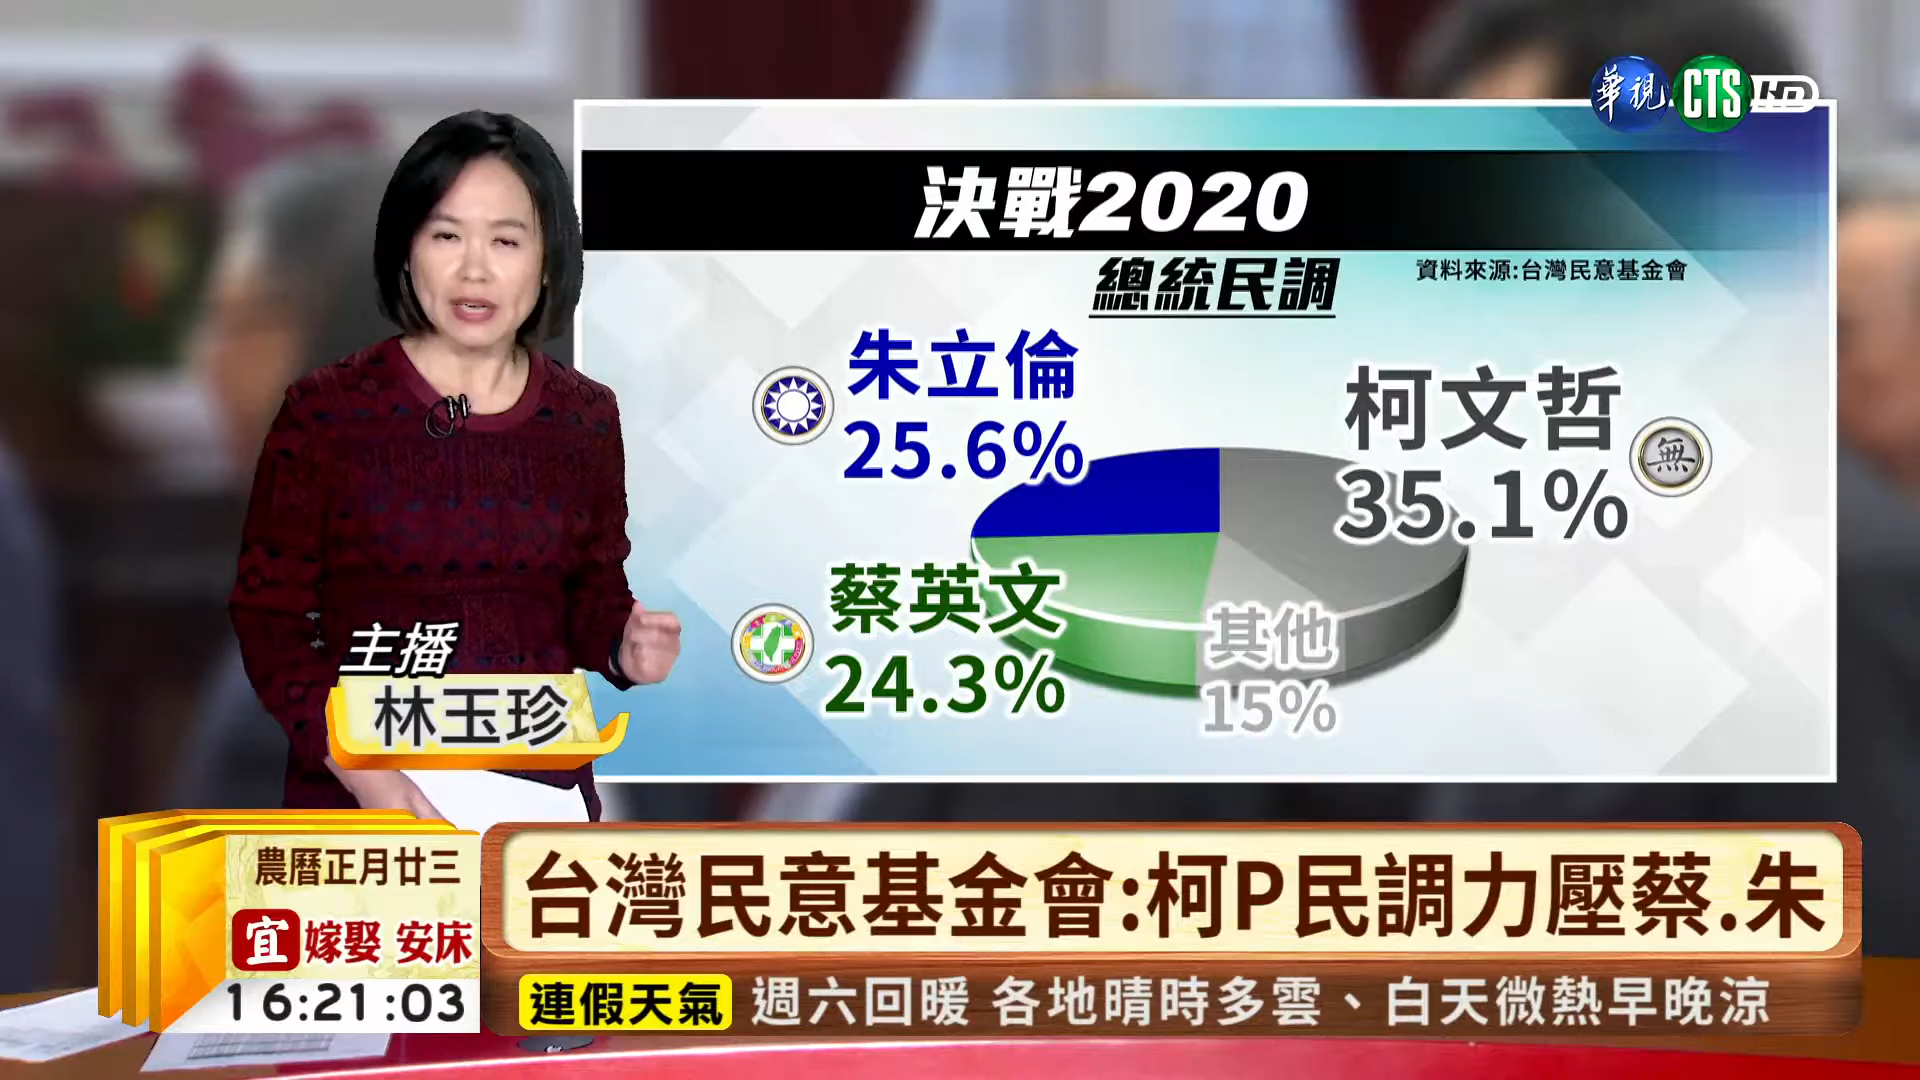 華視 CTS HD
決戰2020
總統民調
資料來源:台灣民意基金會
朱立倫
25.6%
柯文哲
35.1%
無
蔡英文
24.3%
其他
15%
主播
林玉珍
農曆正月廿三
宜 嫁娶 安床
16:21:03
台灣民意基金會:柯P民調力壓蔡.朱
連假天氣 週六回暖 各地晴時多雲、白天微熱早晚涼